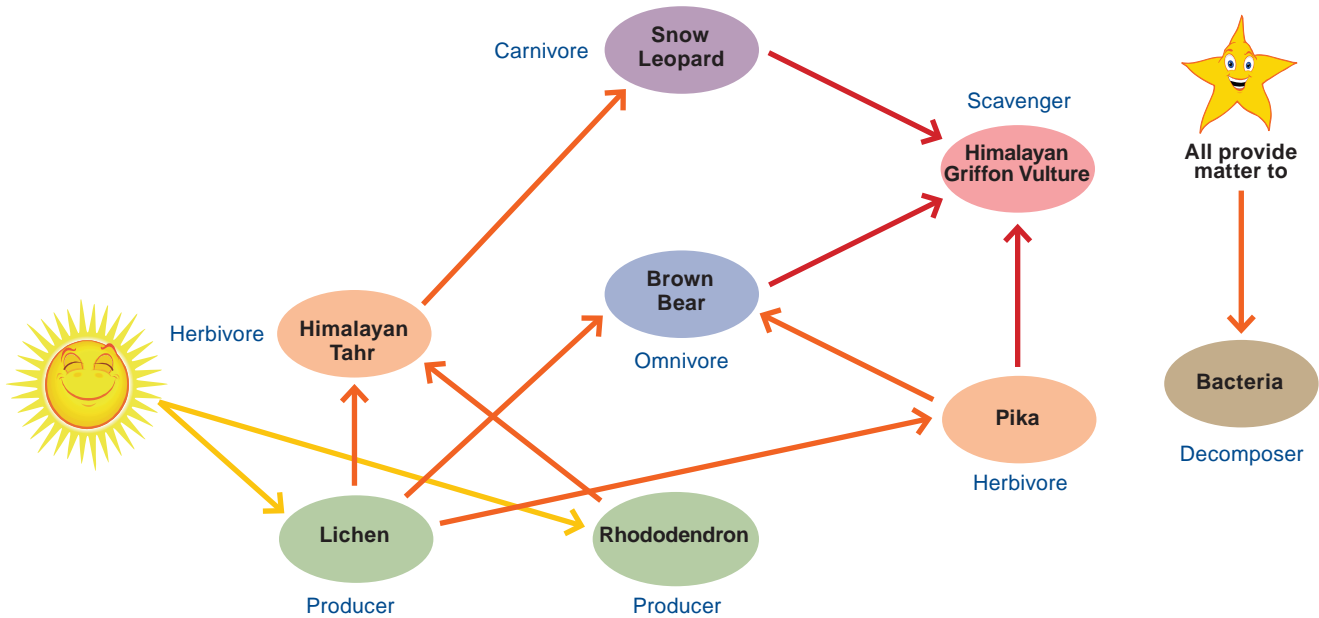 Carnivore
Snow
Leopard
Scavenger
Himalayan
Griffon Vulture
All provide
matter to
Herbivore
Himalayan
Tahr
Brown
Bear
Omnivore
Pika
Herbivore
Bacteria
Decomposer
Lichen
Producer
Rhododendron
Producer